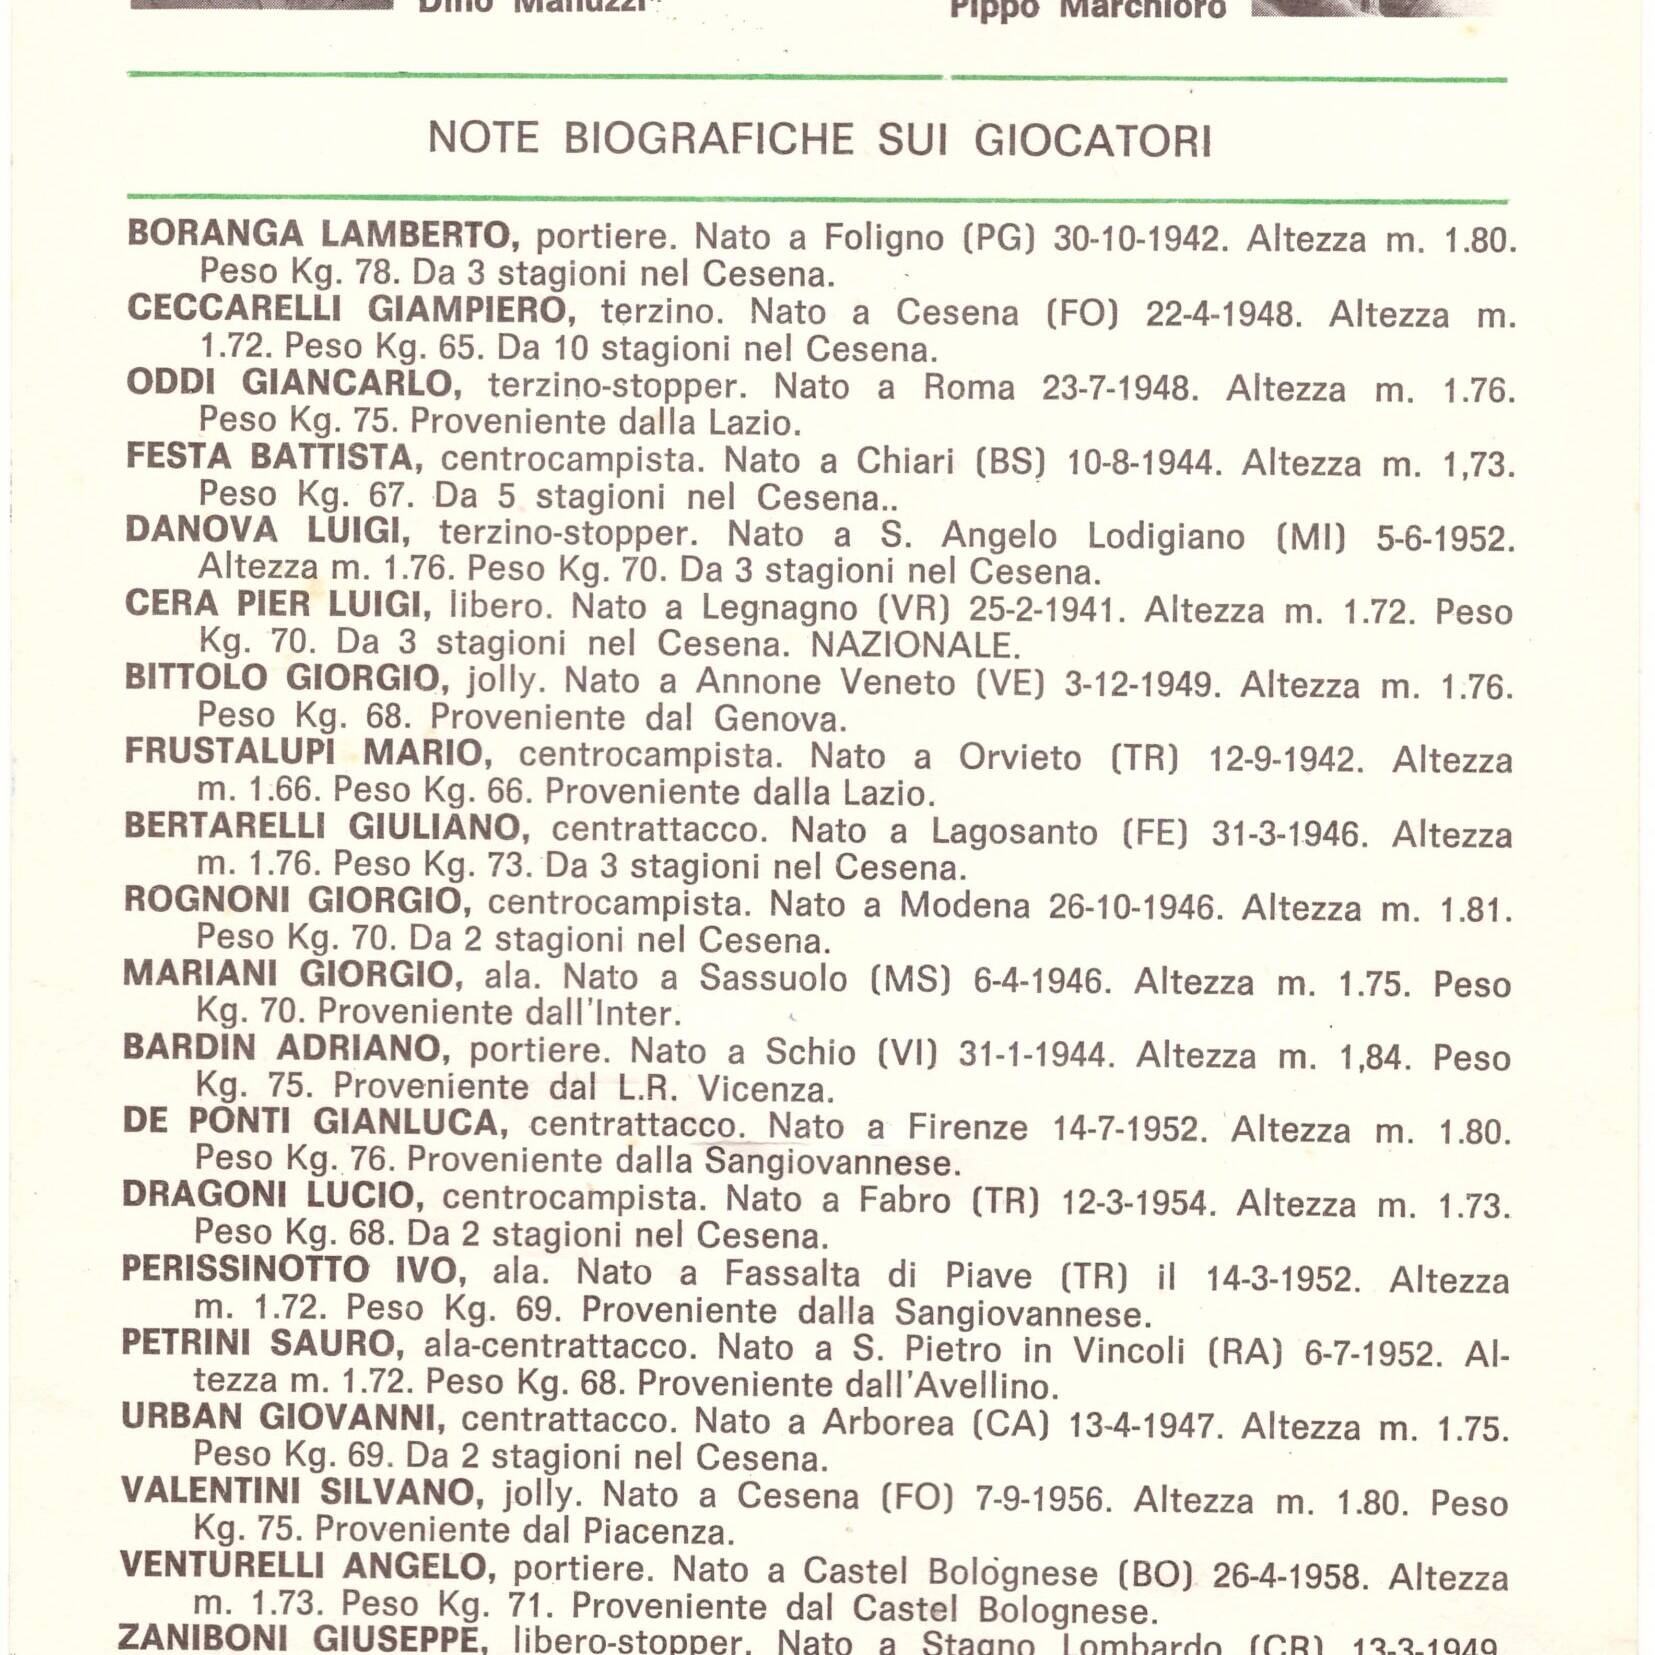 Dino Manuzzi
Pippo Marchioro
NOTE BIOGRAFICHE SUI GIOCATORI
BORANGA LAMBERTO, portiere. Nato a Foligno (PG) 30-10-1942. Altezza m. 1.80.
Peso Kg. 78. Da 3 stagioni nel Cesena.
CECCARELLI GIAMPIERO, terzino. Nato a Cesena (FO) 22-4-1948. Altezza m.
1.72. Peso Kg. 65. Da 10 stagioni nel Cesena.
ODDI GIANCARLO, terzino-stopper. Nato a Roma 23-7-1948. Altezza m. 1.76.
Peso Kg. 75. Proveniente dalla Lazio.
FESTA BATTISTA, centrocampista. Nato a Chiari (BS) 10-8-1944. Altezza m. 1,73.
Peso Kg. 67. Da 5 stagioni nel Cesena..
DANOVA LUIGI, terzino-stopper. Nato a S. Angelo Lodigiano (MI) 5-6-1952.
Altezza m. 1.76. Peso Kg. 70. Da 3 stagioni nel Cesena.
CERA PIER LUIGI, libero. Nato a Legnagno (VR) 25-2-1941. Altezza m. 1.72. Peso
Kg. 70. Da 3 stagioni nel Cesena. NAZIONALE.
BITTOLO GIORGIO, jolly. Nato a Annone Veneto (VE) 3-12-1949. Altezza m. 1.76.
Peso Kg. 68. Proveniente dal Genova.
FRUSTALUPI MARIO, centrocampista. Nato a Orvieto (TR) 12-9-1942. Altezza
m. 1.66. Peso Kg. 66. Proveniente dalla Lazio.
BERTARELLI GIULIANO, centrattacco. Nato a Lagosanto (FE) 31-3-1946. Altezza
m. 1.76. Peso Kg. 73. Da 3 stagioni nel Cesena.
ROGNONI GIORGIO, centrocampista. Nato a Modena 26-10-1946. Altezza m. 1.81.
Peso Kg. 70. Da 2 stagioni nel Cesena.
MARIANI GIORGIO, ala. Nato a Sassuolo (MS) 6-4-1946. Altezza m. 1.75. Peso
Kg. 70. Proveniente dall'Inter.
BARDIN ADRIANO, portiere. Nato a Schio (VI) 31-1-1944. Altezza m. 1,84. Peso
Kg. 75. Proveniente dal L.R. Vicenza.
DE PONTI GIANLUCA, centrattacco. Nato a Firenze 14-7-1952. Altezza m. 1.80.
Peso Kg. 76. Proveniente dalla Sangiovannese.
DRAGONI LUCIO, centrocampista. Nato a Fabro (TR) 12-3-1954. Altezza m. 1.73.
Peso Kg. 68. Da 2 stagioni nel Cesena.
PERISSINOTTO IVO, ala. Nato a Fassalta di Piave (TR) il 14-3-1952. Altezza
m. 1.72. Peso Kg. 69. Proveniente dalla Sangiovannese.
PETRINI SAURO, ala-centrattacco. Nato a S. Pietro in Vincoli (RA) 6-7-1952. Al-
tezza m. 1.72. Peso Kg. 68. Proveniente dall'Avellino.
URBAN GIOVANNI, centrattacco. Nato a Arborea (CA) 13-4-1947. Altezza m. 1.75.
Peso Kg. 69. Da 2 stagioni nel Cesena.
VALENTINI SILVANO, jolly. Nato a Cesena (FO) 7-9-1956. Altezza m. 1.80. Peso
Kg. 75. Proveniente dal Piacenza.
VENTURELLI ANGELO, portiere. Nato a Castel Bolognese (BO) 26-4-1958. Altezza
m. 1.73. Peso Kg. 71. Proveniente dal Castel Bolognese.
ZANIBONI GIUSEPPE, libero-stopper. Nato a Stagno Lombardo (CR) 13-3-1949.